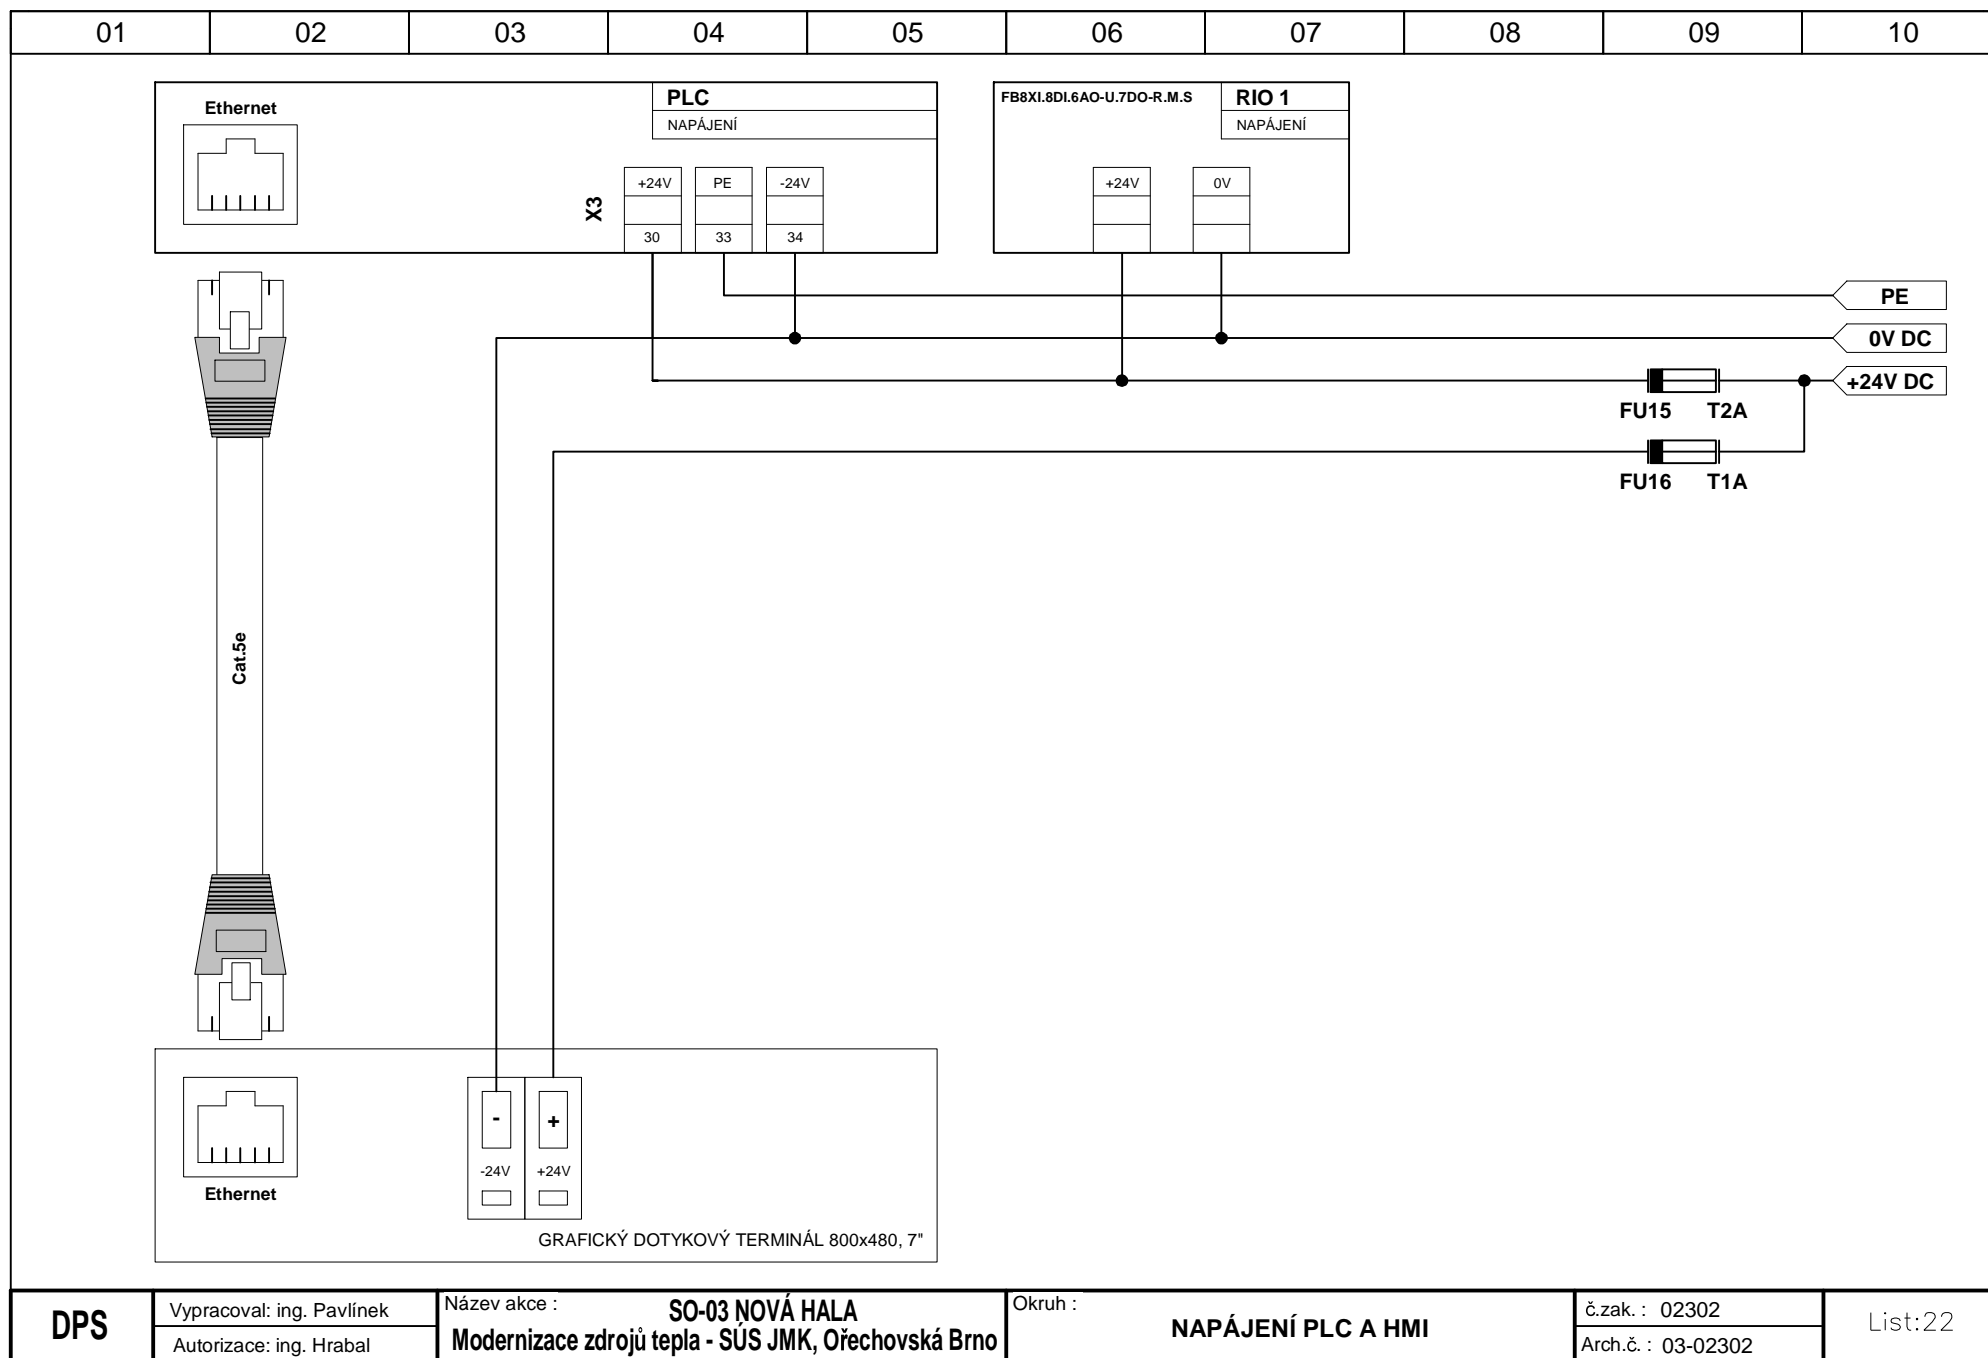 01 02 03 04 05 06 07 08 09 10
Ethernet
PLC
NAPÁJENÍ
FB8XI.8DI.6AO-U.7DO-R.M.S
RIO 1
NAPÁJENÍ
X3
+24V PE -24V
30 33 34
+24V 0V
PE
0V DC
+24V DC
FU15 T2A
FU16 T1A
Cat.5e
- +
-24V +24V
Ethernet
GRAFICKÝ DOTYKOVÝ TERMINÁL 800x480, 7"
DPS
Vypracoval: ing. Pavlínek
Autorizace: ing. Hrabal
Název akce :
SO-03 NOVÁ HALA
Modernizace zdrojů tepla - SÚS JMK, Ořechovská Brno
Okruh :
NAPÁJENÍ PLC A HMI
č.zak. : 02302
Arch.č. : 03-02302
List:22